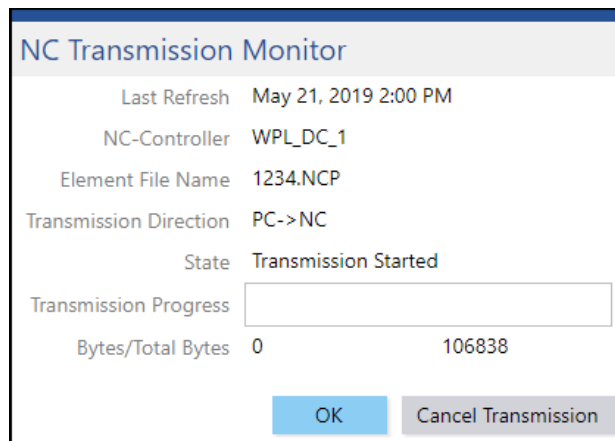 NC Transmission Monitor
Last Refresh May 21, 2019 2:00 PM
NC-Controller WPL_DC_1
Element File Name 1234.NCP
Transmission Direction PC->NC
State Transmission Started
Transmission Progress
Bytes/Total Bytes 0 106838
OK Cancel Transmission